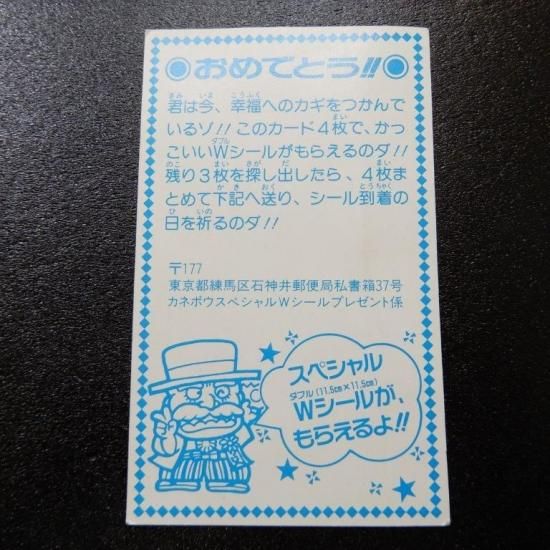 おめでとう!!
君は今、幸福へのカギをつかんで
いるゾ!!このカード4枚で、かっ
こいいWシールがもらえるのダ!!
残り3枚を探し出したら、4枚ま
とめて下記へ送り、シール到着の
日を祈るのダ!!
〒177
東京都練馬区石神井郵便局私書箱37号
カネボウスペシャルWシールプレゼント係
スペシャル
ダブル(11.5cm×11.5cm)
Wシールが、
もらえるよ!!